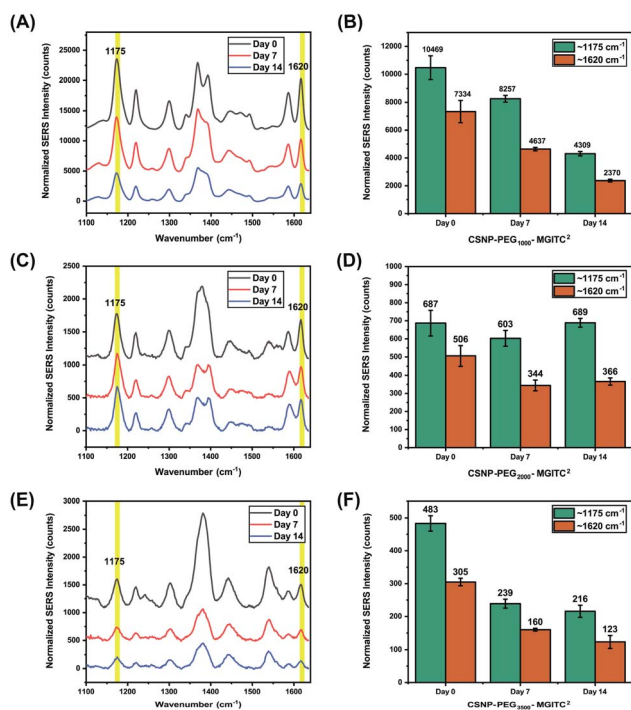 (A)
Normalized SERS Intensity (counts)
25000
20000
15000
10000
5000
0
1175
1620
Day 0
Day 7
Day 14
1100 1200 1300 1400 1500 1600
Wavenumber (cm-1)
(B)
Normalized SERS Intensity (counts)
12000
10000
8000
6000
4000
2000
0
~1175 cm-1
~1620 cm-1
10469
7334
8257
4637
4309
2370
Day 0 Day 7 Day 14
CSNP-PEG1000- MGITC2
(C)
Normalized SERS Intensity (counts)
2500
2000
1500
1000
500
0
1175
1620
Day 0
Day 7
Day 14
1100 1200 1300 1400 1500 1600
Wavenumber (cm-1)
(D)
Normalized SERS Intensity (counts)
1000
900
800
700
600
500
400
300
200
100
0
~1175 cm-1
~1620 cm-1
687
506
603
344
689
366
Day 0 Day 7 Day 14
CSNP-PEG2000- MGITC2
(E)
Normalized SERS Intensity (counts)
3000
2500
2000
1500
1000
500
0
1175
1620
Day 0
Day 7
Day 14
1100 1200 1300 1400 1500 1600
Wavenumber (cm-1)
(F)
Normalized SERS Intensity (counts)
500
400
300
200
100
0
~1175 cm-1
~1620 cm-1
483
305
239
160
216
123
Day 0 Day 7 Day 14
CSNP-PEG3500- MGITC2